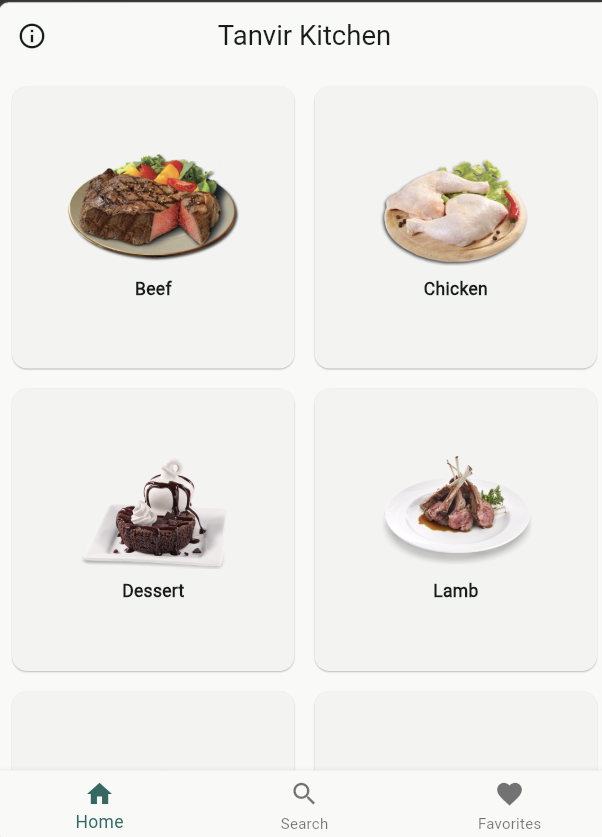 Tanvir Kitchen
Beef
Chicken
Dessert
Lamb
Home
Search
Favorites